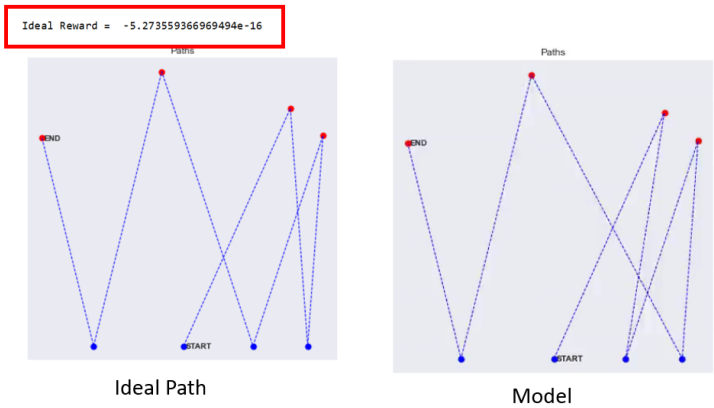 Ideal Reward =  -5.273559366969494e-16
Paths
Paths
END
END
START
START
Ideal Path
Model